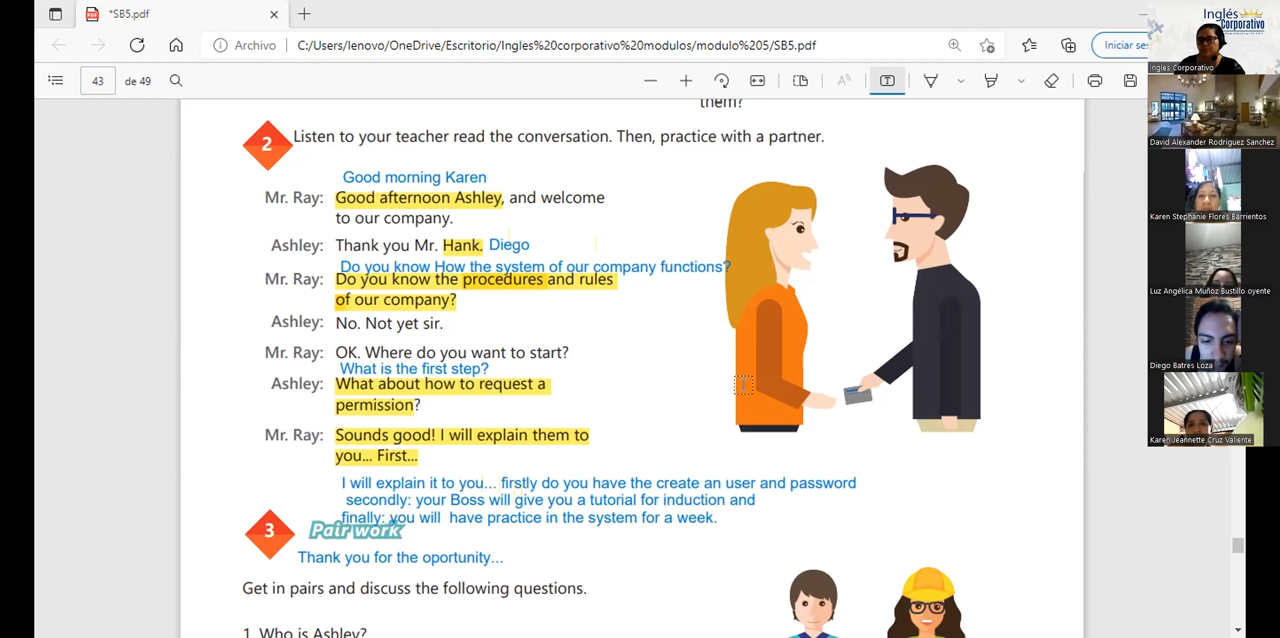 *SB5.pdf
Archivo
C:/Users/lenovo/OneDrive/Escritorio/Ingles%20corporativo%20modulos/modulo%205/SB5.pdf
Iniciar ses
43 de 49
them?
2 Listen to your teacher read the conversation. Then, practice with a partner.
Good morning Karen
Mr. Ray: Good afternoon Ashley, and welcome
to our company.
Ashley: Thank you Mr. Hank. Diego
Do you know How the system of our company functions?
Mr. Ray: Do you know the procedures and rules
of our company?
Ashley: No. Not yet sir.
Mr. Ray: OK. Where do you want to start?
What is the first step?
Ashley: What about how to request a
permission?
Mr. Ray: Sounds good! I will explain them to
you... First...
I will explain it to you... firstly do you have the create an user and password
secondly: your Boss will give you a tutorial for induction and
finally: you will have practice in the system for a week.
3 Pair work
Thank you for the oportunity...
Get in pairs and discuss the following questions.
1. Who is Ashley?
Inglés
Corporativo
Inglés Corporativo
David Alexander Rodriguez Sanchez
Karen Stephanie Flores Barrientos
Luz Angélica Muñoz Bustillo oyente
Diego Batres Loza
Karen Jeannette Cruz Valiente